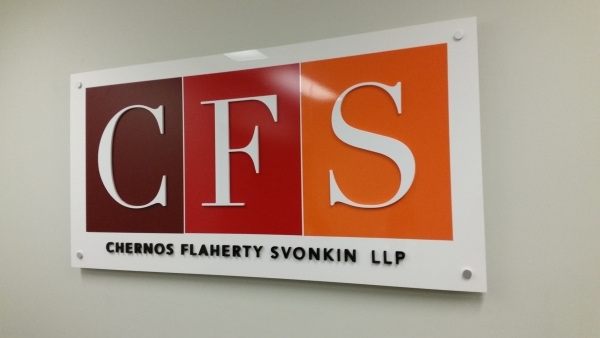 CFS
CHERNOS FLAHERTY SVONKIN LLP